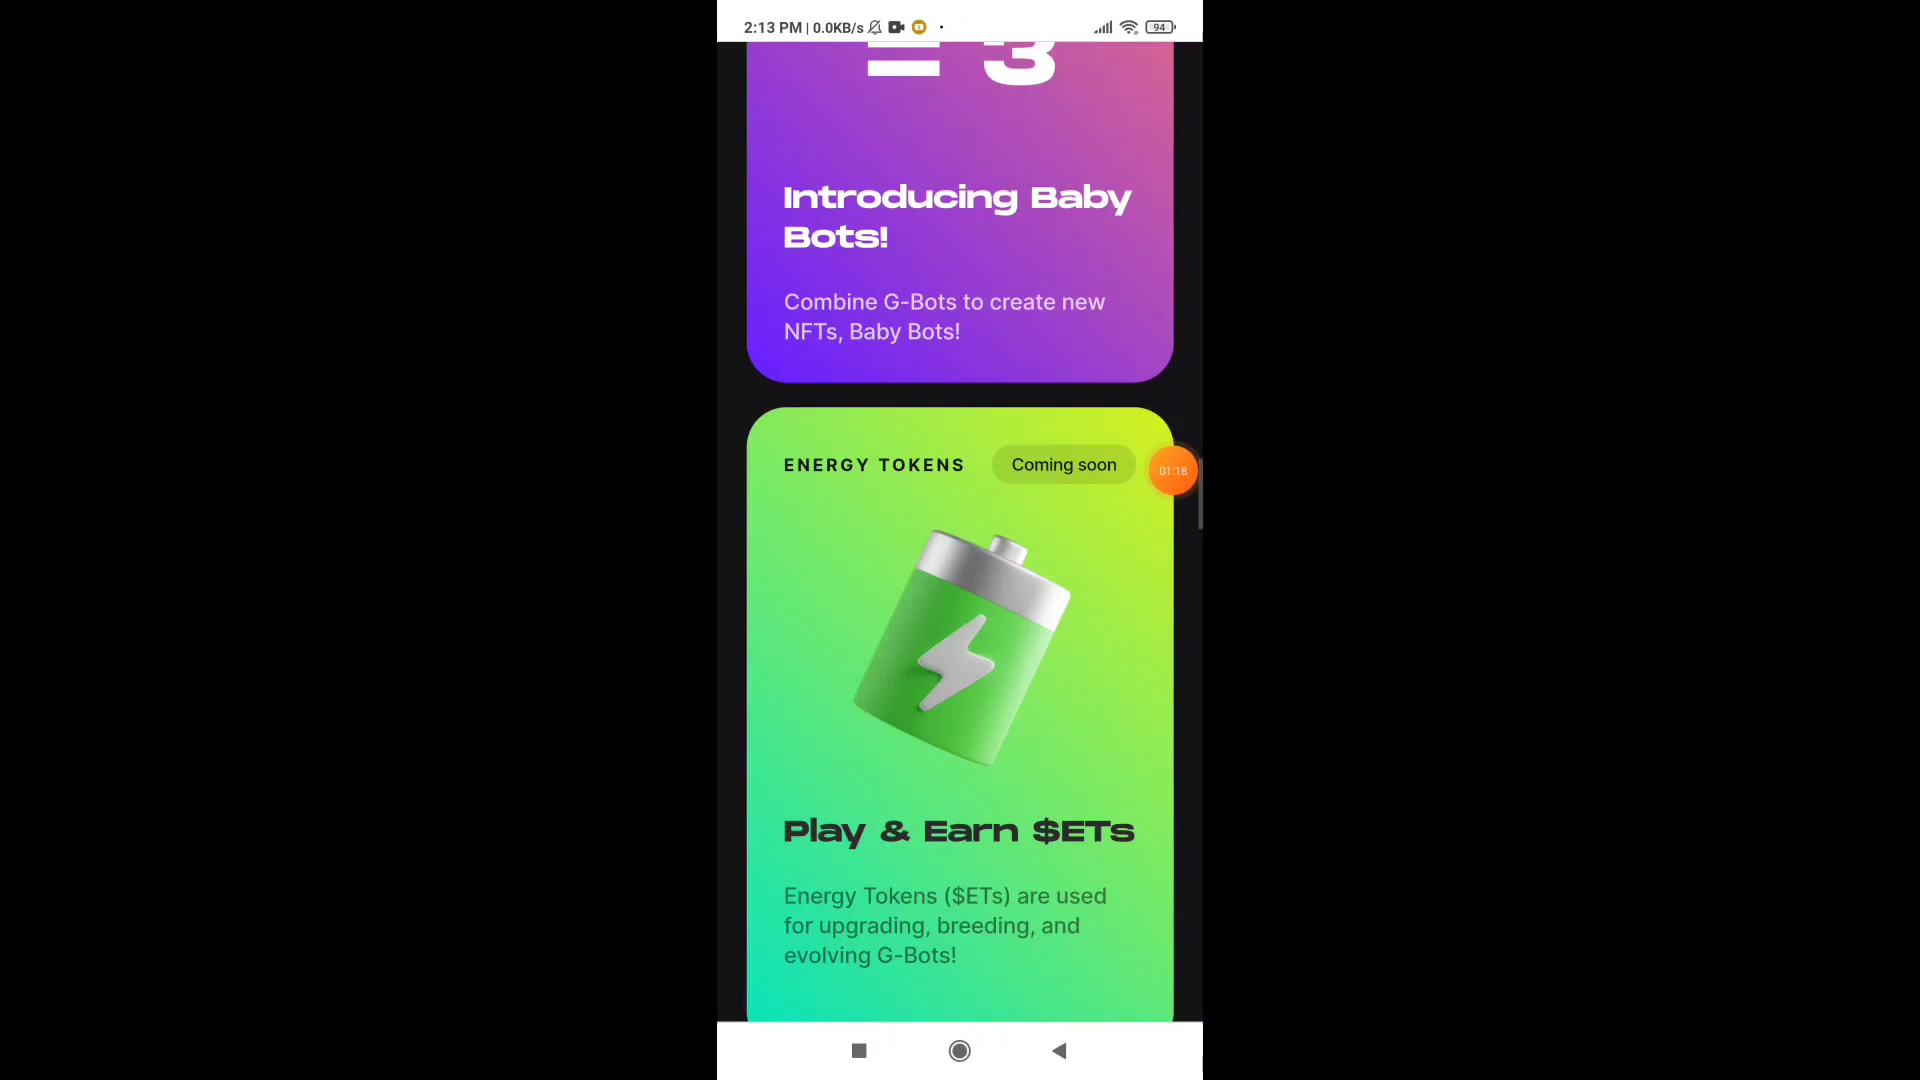 2:13 PM | 0.0KB/s
94
= 3
Introducing Baby
Bots!
Combine G-Bots to create new
NFTs, Baby Bots!
ENERGY TOKENS
Coming soon
01:18
Play & Earn $ETs
Energy Tokens ($ETs) are used
for upgrading, breeding, and
evolving G-Bots!